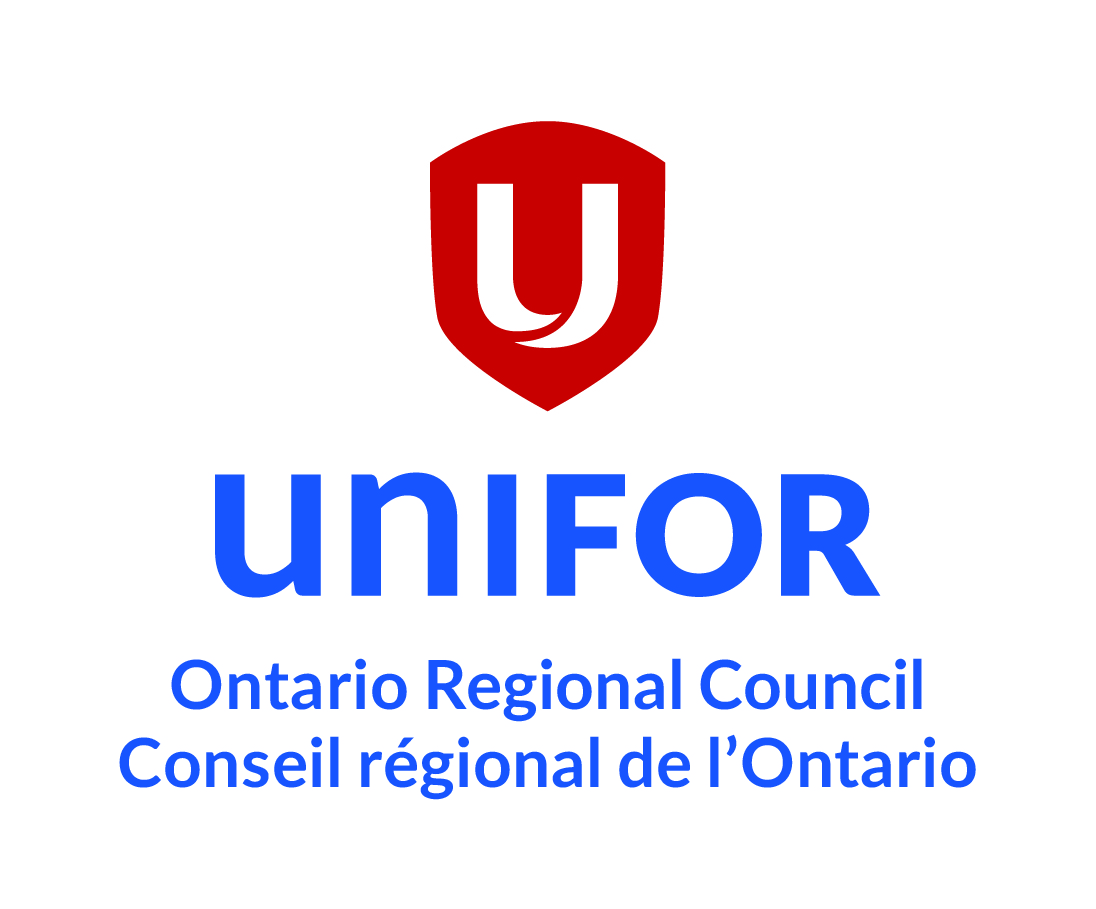 U
UNIFOR
Ontario Regional Council
Conseil régional de l’Ontario